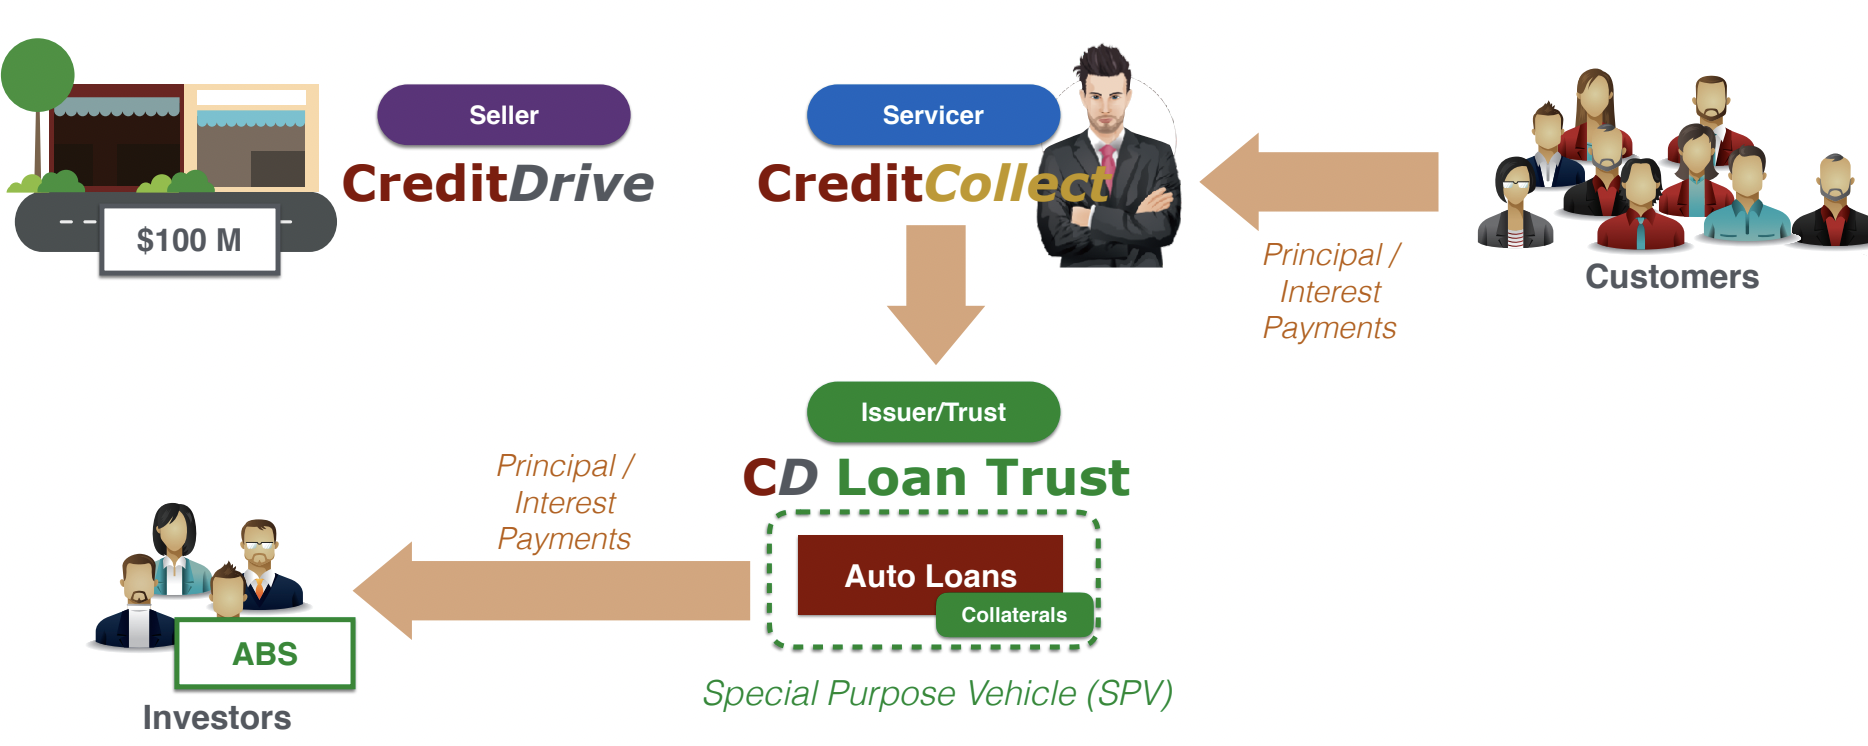 Seller
CreditDrive
$100 M
Servicer
CreditCollect
Principal /
Interest
Payments
Customers
Issuer/Trust
CD Loan Trust
Auto Loans
Collaterals
Special Purpose Vehicle (SPV)
Principal /
Interest
Payments
ABS
Investors